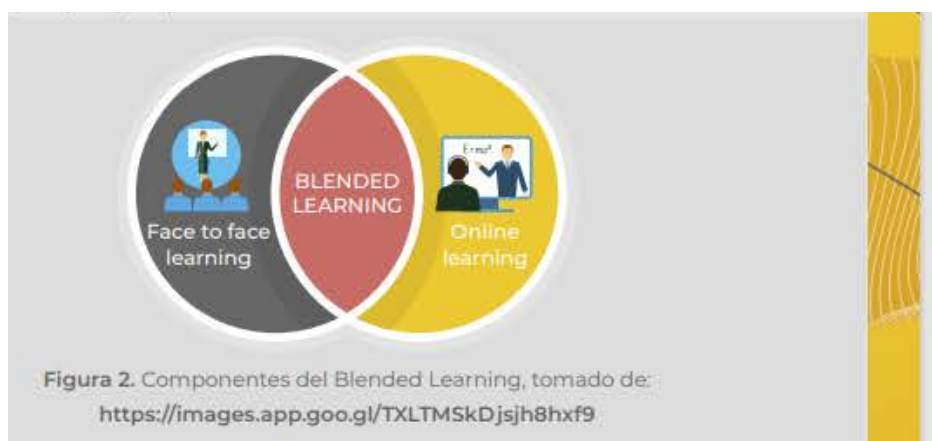 BLENDED
LEARNING
Face to face
learning
Online
learning
Figura 2. Componentes del Blended Learning, tomado de:
https://images.app.goo.gl/TXLTMSkDjsjh8hxf9